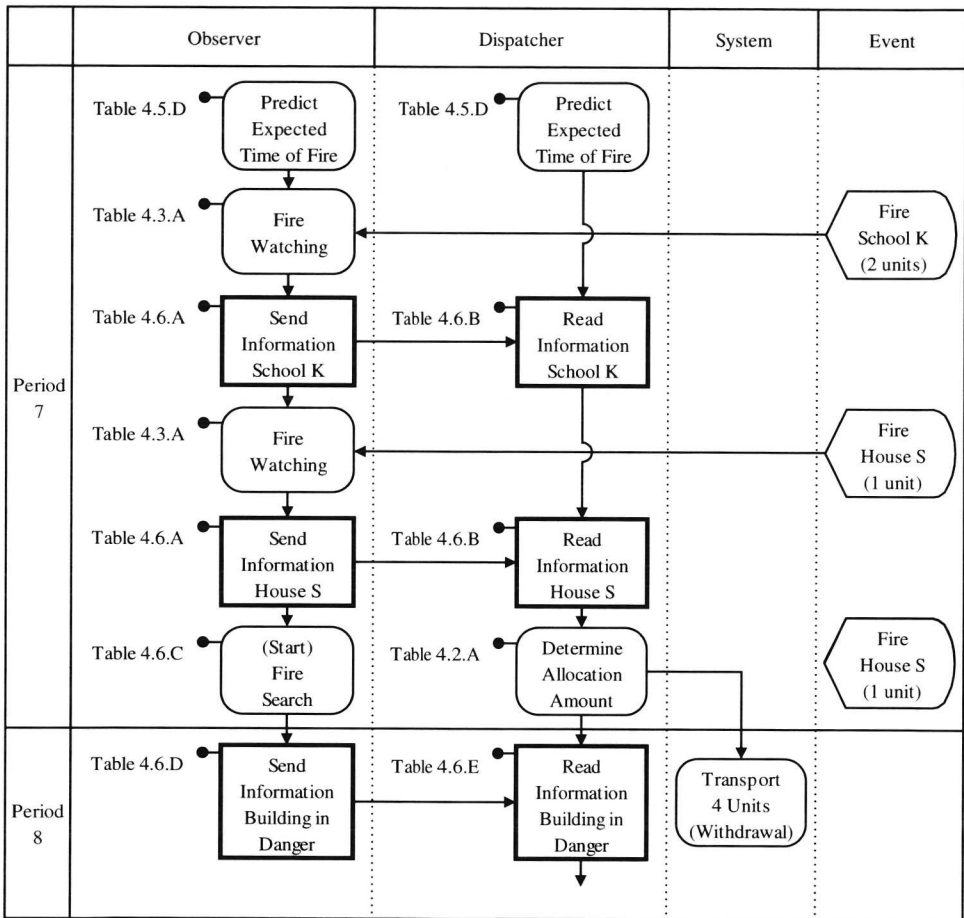 Observer
Dispatcher
System
Event
Period
7
Table 4.5.D
Predict
Expected
Time of Fire
Table 4.5.D
Predict
Expected
Time of Fire
Table 4.3.A
Fire
Watching
Fire
School K
(2 units)
Table 4.6.A
Send
Information
School K
Table 4.6.B
Read
Information
School K
Table 4.3.A
Fire
Watching
Fire
House S
(1 unit)
Table 4.6.A
Send
Information
House S
Table 4.6.B
Read
Information
House S
Table 4.6.C
(Start)
Fire
Search
Table 4.2.A
Determine
Allocation
Amount
Fire
House S
(1 unit)
Period
8
Table 4.6.D
Send
Information
Building in
Danger
Table 4.6.E
Read
Information
Building in
Danger
Transport
4 Units
(Withdrawal)